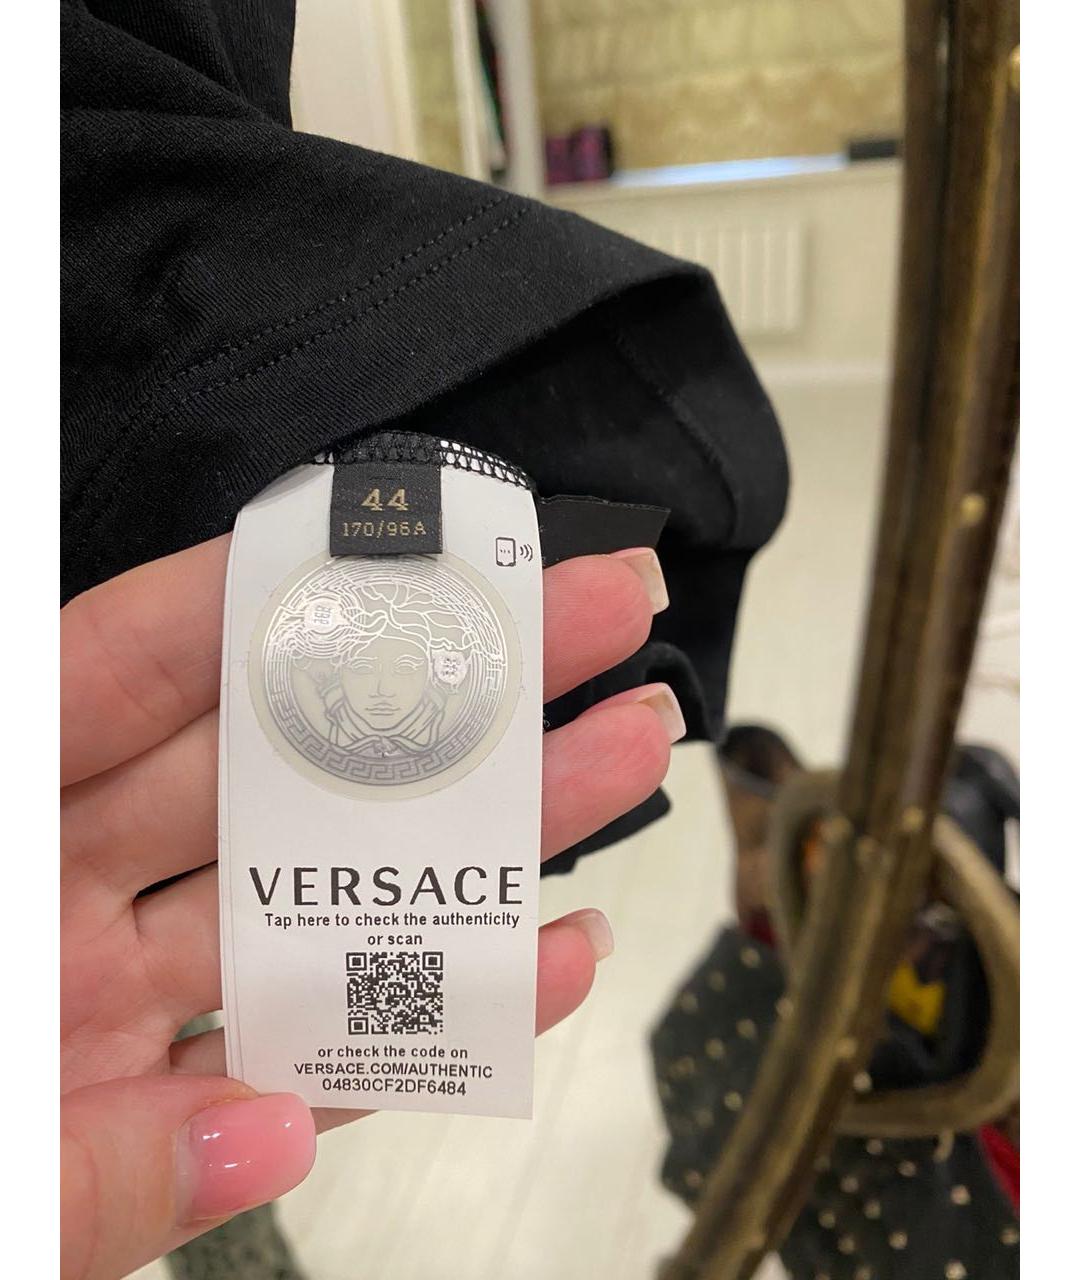 44
170/96A
VERSACE
Tap here to check the authenticity
or scan
or check the code on
VERSACE.COM/AUTHENTIC
04830CF2DF6484